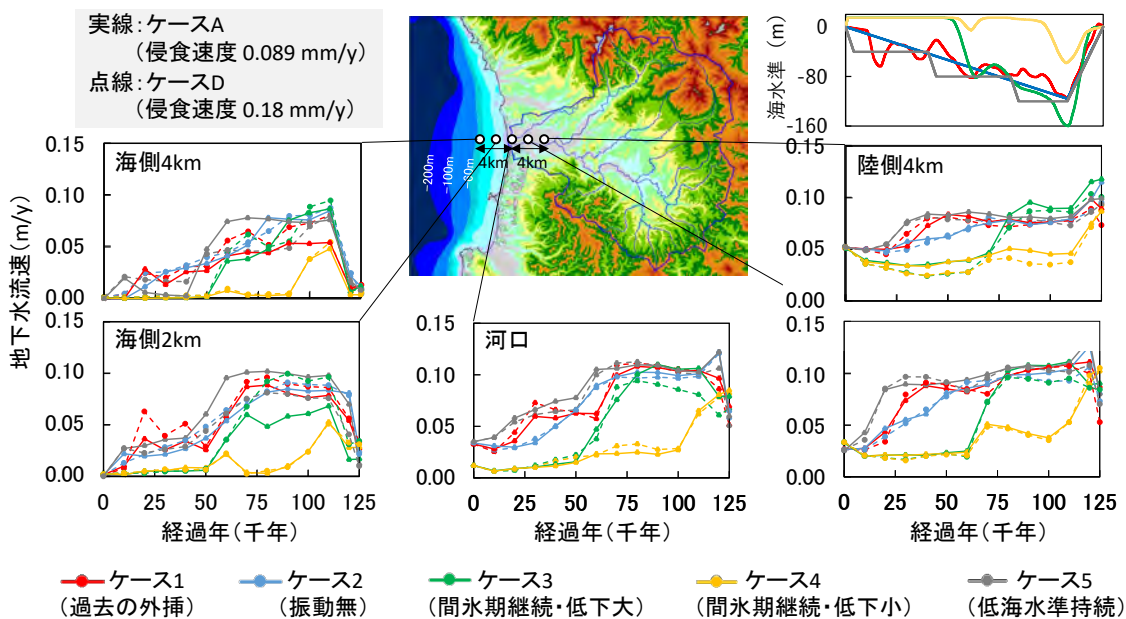 実線：ケースA
（侵食速度 0.089 mm/y）
点線：ケースD
（侵食速度 0.18 mm/y）
-200m
-100m
4km
4km
海水準（m）
0
-80
-160
地下水流速（m/y）
0.15
0.10
0.05
0.00
海側4km
0.15
0.10
0.05
0.00
陸側4km
0.15
0.10
0.05
0.00
海側2km
0 25 50 75 100 125
経過年（千年）
0.15
0.10
0.05
0.00
河口
0 25 50 75 100 125
経過年（千年）
0.15
0.10
0.05
0.00
0 25 50 75 100 125
経過年（千年）
ケース1
（過去の外挿）
ケース2
（振動無）
ケース3
（間氷期継続・低下大）
ケース4
（間氷期継続・低下小）
ケース5
（低海水準持続）